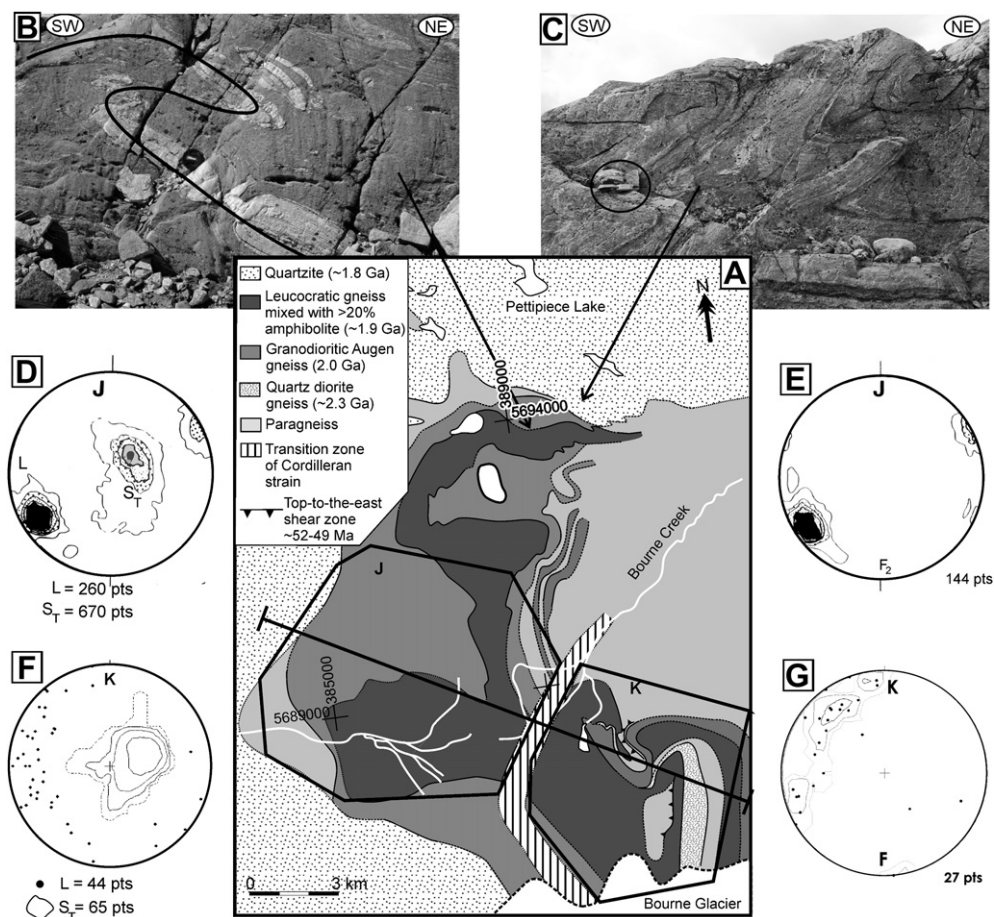 B
SW
NE
C
SW
NE
A
Quartzite (~1.8 Ga)
Leucocratic gneiss
mixed with >20%
amphibolite (~1.9 Ga)
Granodioritic Augen
gneiss (2.0 Ga)
Quartz diorite
gneiss (~2.3 Ga)
Paragneiss
Transition zone
of Cordilleran
strain
Top-to-the-east
shear zone
~52-49 Ma
Pettipiece Lake
N
389000
5694000
Bourne Creek
J
385000
5689000
K
0 3 km
Bourne Glacier
D
J
L
ST
L = 260 pts
ST = 670 pts
E
J
F2
144 pts
F
K
L = 44 pts
ST = 65 pts
G
K
F
27 pts